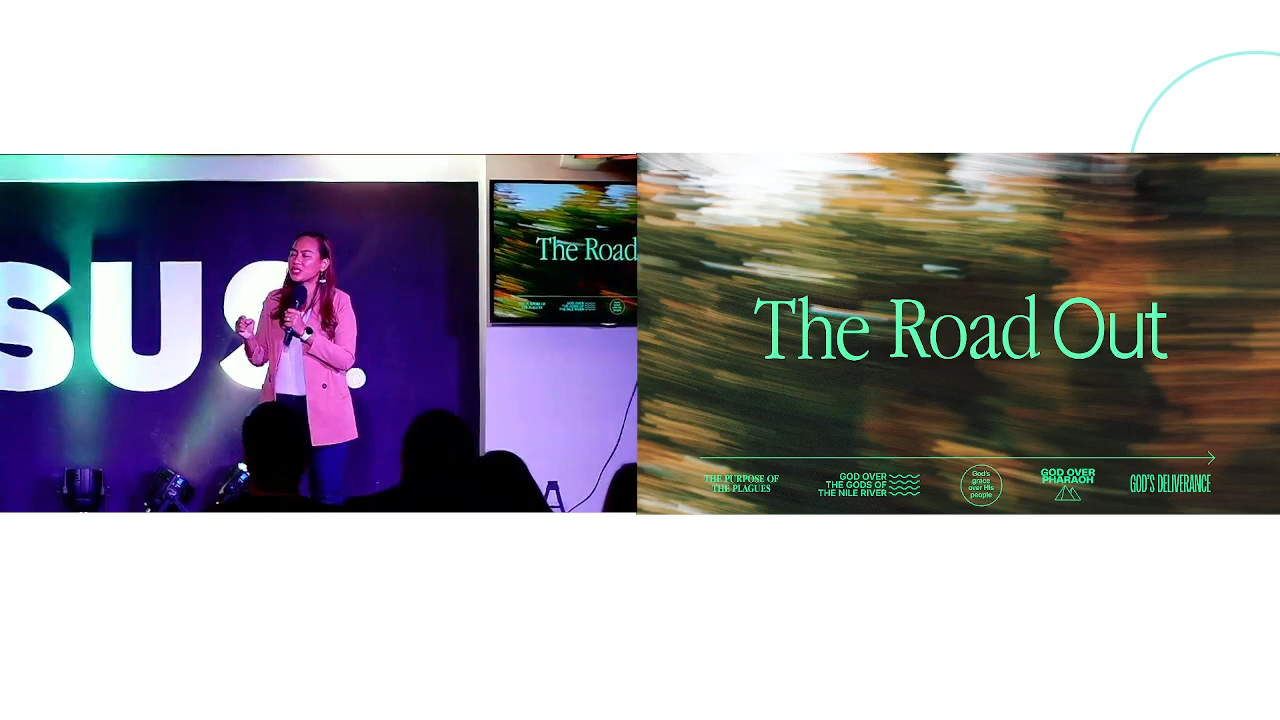 SUS.
The Road
The Road Out
THE PURPOSE OF
THE PLAGUES
GOD OVER
THE GODS OF
THE NILE RIVER
God's
grace
over His
people
GOD OVER
PHARAOH
GOD'S DELIVERANCE